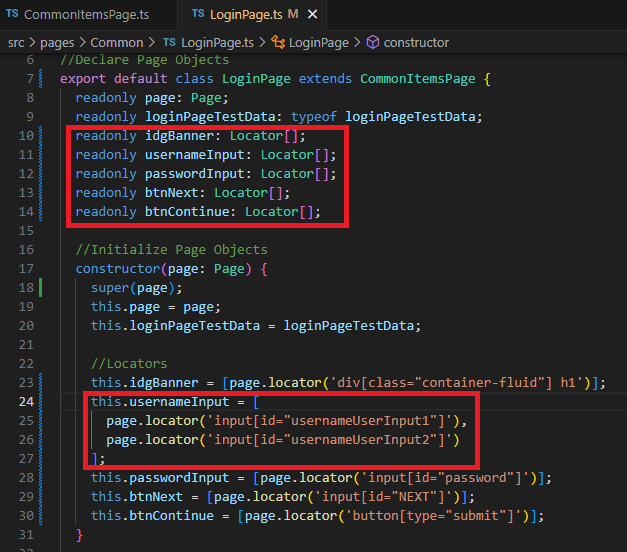 TS CommonItemsPage.ts TS LoginPage.ts M ×
src > pages > Common > TS LoginPage.ts > LoginPage > constructor
6 //Declare Page Objects
7 export default class LoginPage extends CommonItemsPage {
8 readonly page: Page;
9 readonly loginPageTestData: typeof loginPageTestData;
10 readonly idgBanner: Locator[];
11 readonly usernameInput: Locator[];
12 readonly passwordInput: Locator[];
13 readonly btnNext: Locator[];
14 readonly btnContinue: Locator[];
15
16 //Initialize Page Objects
17 constructor(page: Page) {
18 super(page);
19 this.page = page;
20 this.loginPageTestData = loginPageTestData;
21
22 //Locators
23 this.idgBanner = [page.locator('div[class="container-fluid"] h1')];
24 this.usernameInput = [
25 page.locator('input[id="usernameUserInput1"]'),
26 page.locator('input[id="usernameUserInput2"]')
27 ];
28 this.passwordInput = [page.locator('input[id="password"]')];
29 this.btnNext = [page.locator('input[id="NEXT"]')];
30 this.btnContinue = [page.locator('button[type="submit"]')];
31 }